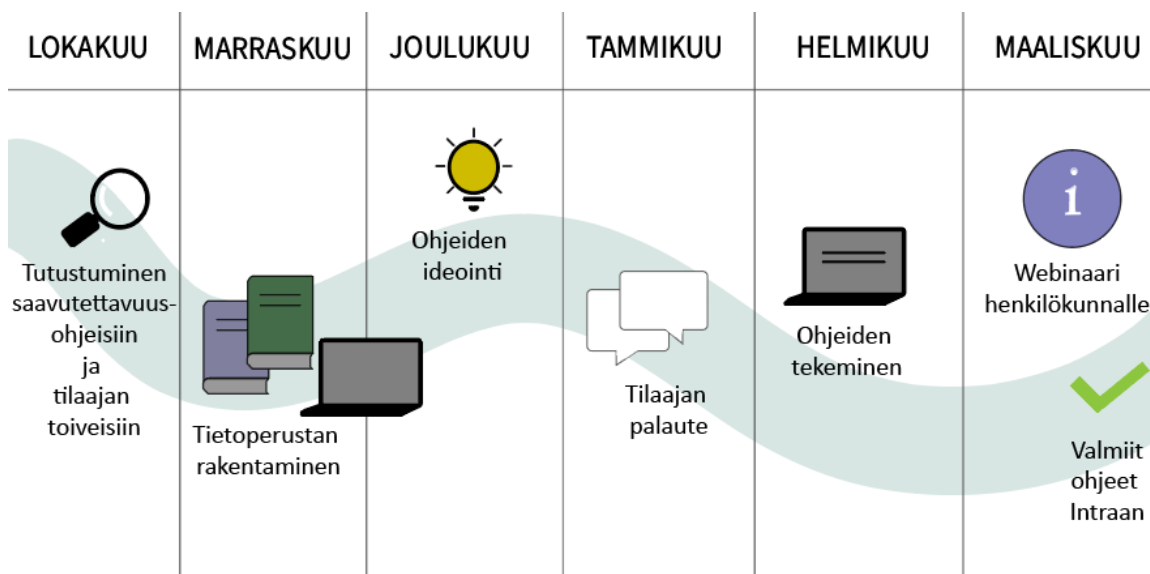 LOKAKUU
MARRASKUU
JOULUKUU
TAMMIKUU
HELMIKUU
MAALISKUU
Tutustuminen
saavutettavuus-
ohjeisiin
ja
tilaajan
toiveisiin
Tietoperustan
rakentaminen
Ohjeiden
ideointi
Tilaajan
palaute
Ohjeiden
tekeminen
i
Webinaari
henkilökunnalle
Valmiit
ohjeet
Intraan